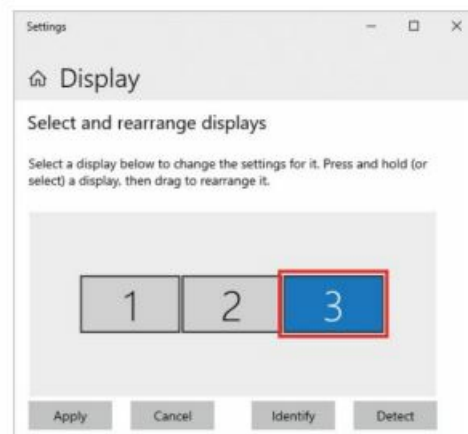 Settings
Display
Select and rearrange displays
Select a display below to change the settings for it. Press and hold (or
select) a display, then drag to rearrange it.
1 2 3
Apply Cancel Identify Detect